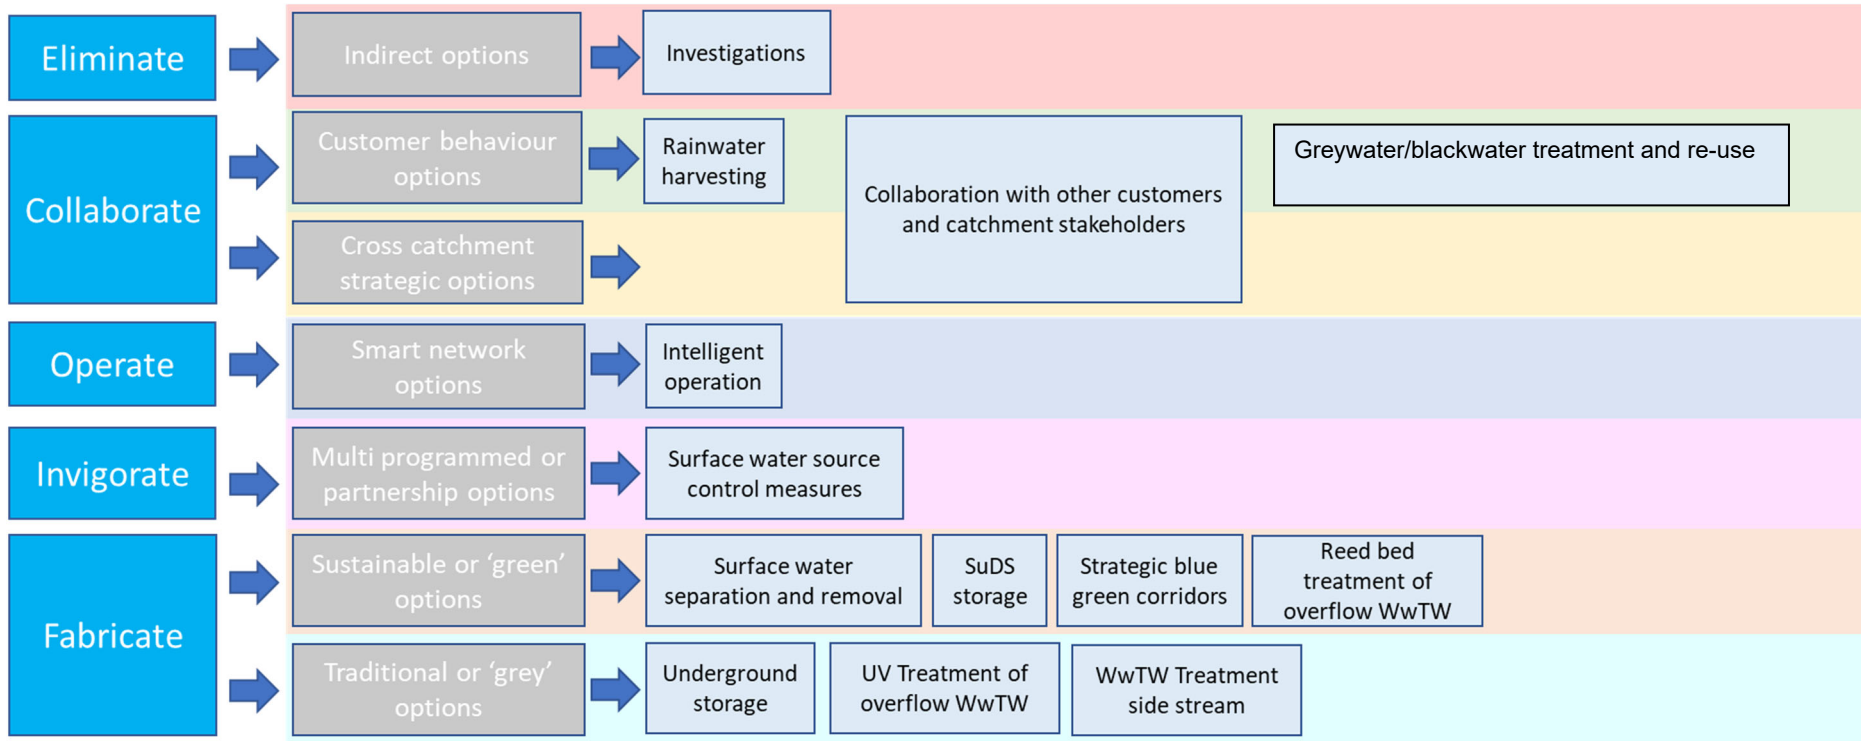 Eliminate
Indirect options
Investigations
Collaborate
Customer behaviour
options
Rainwater
harvesting
Collaboration with other customers
and catchment stakeholders
Greywater/blackwater treatment and re-use
Cross catchment
strategic options
Operate
Smart network
options
Intelligent
operation
Invigorate
Multi programmed or
partnership options
Surface water source
control measures
Fabricate
Sustainable or ‘green’
options
Surface water
separation and removal
SuDS
storage
Strategic blue
green corridors
Reed bed
treatment of
overflow WwTW
Traditional or ‘grey’
options
Underground
storage
UV Treatment of
overflow WwTW
WwTW Treatment
side stream